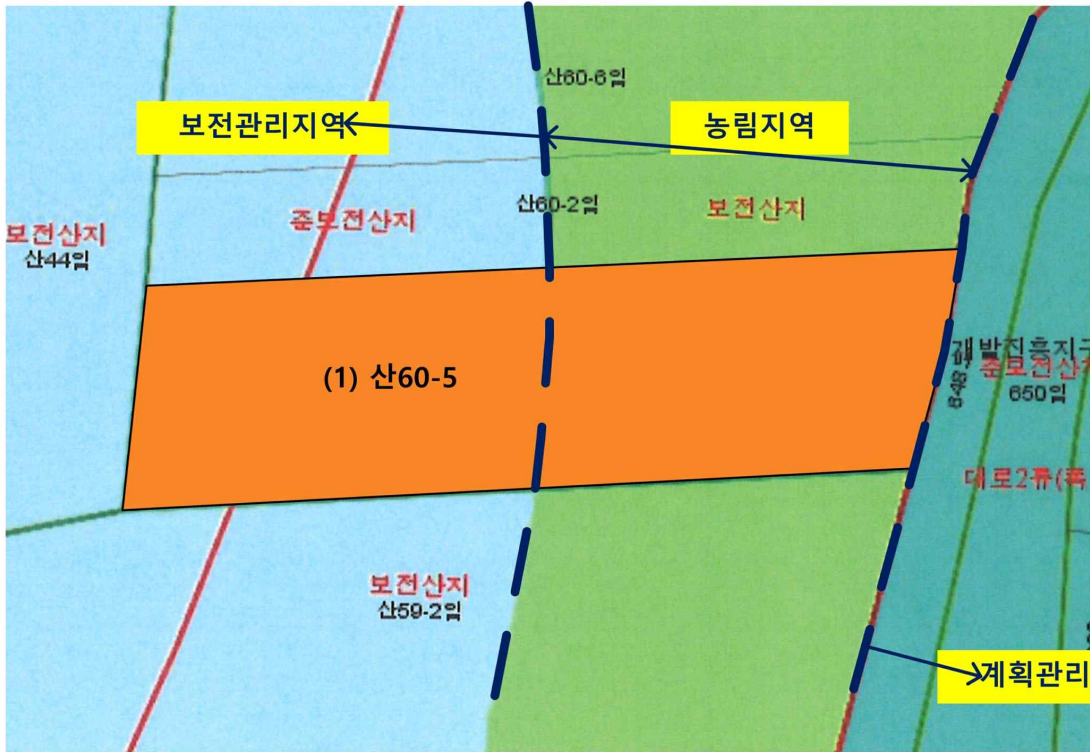 산60-6임
보전관리지역
농림지역
산60-2임
보전산지
준보전산지
보전산지
산44임
(1) 산60-5
개발진흥지구
준보전산
650임
대로2류(폭
보전산지
산59-2임
계획관리